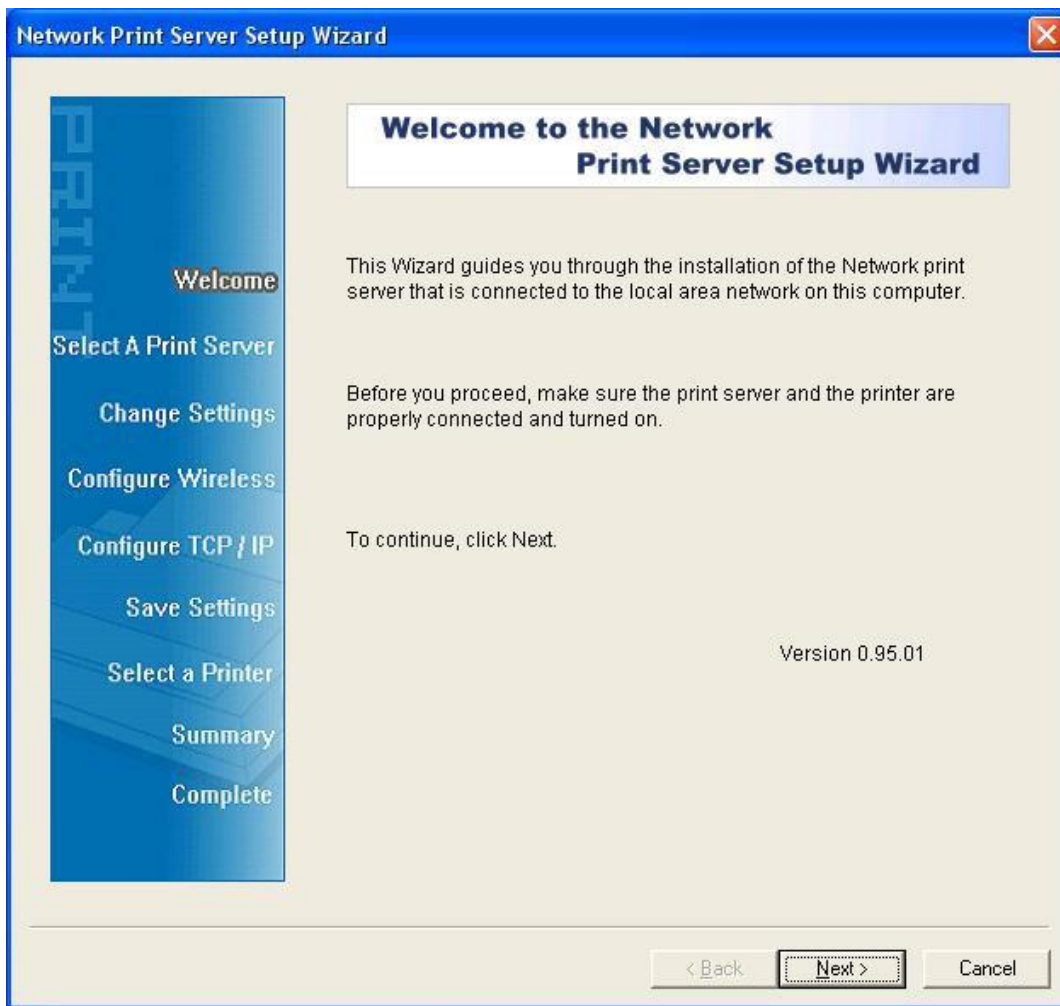 Network Print Server Setup Wizard
PRINT
Welcome
Select A Print Server
Change Settings
Configure Wireless
Configure TCP / IP
Save Settings
Select a Printer
Summary
Complete
Welcome to the Network
Print Server Setup Wizard
This Wizard guides you through the installation of the Network print
server that is connected to the local area network on this computer.
Before you proceed, make sure the print server and the printer are
properly connected and turned on.
To continue, click Next.
Version 0.95.01
< Back
Next >
Cancel